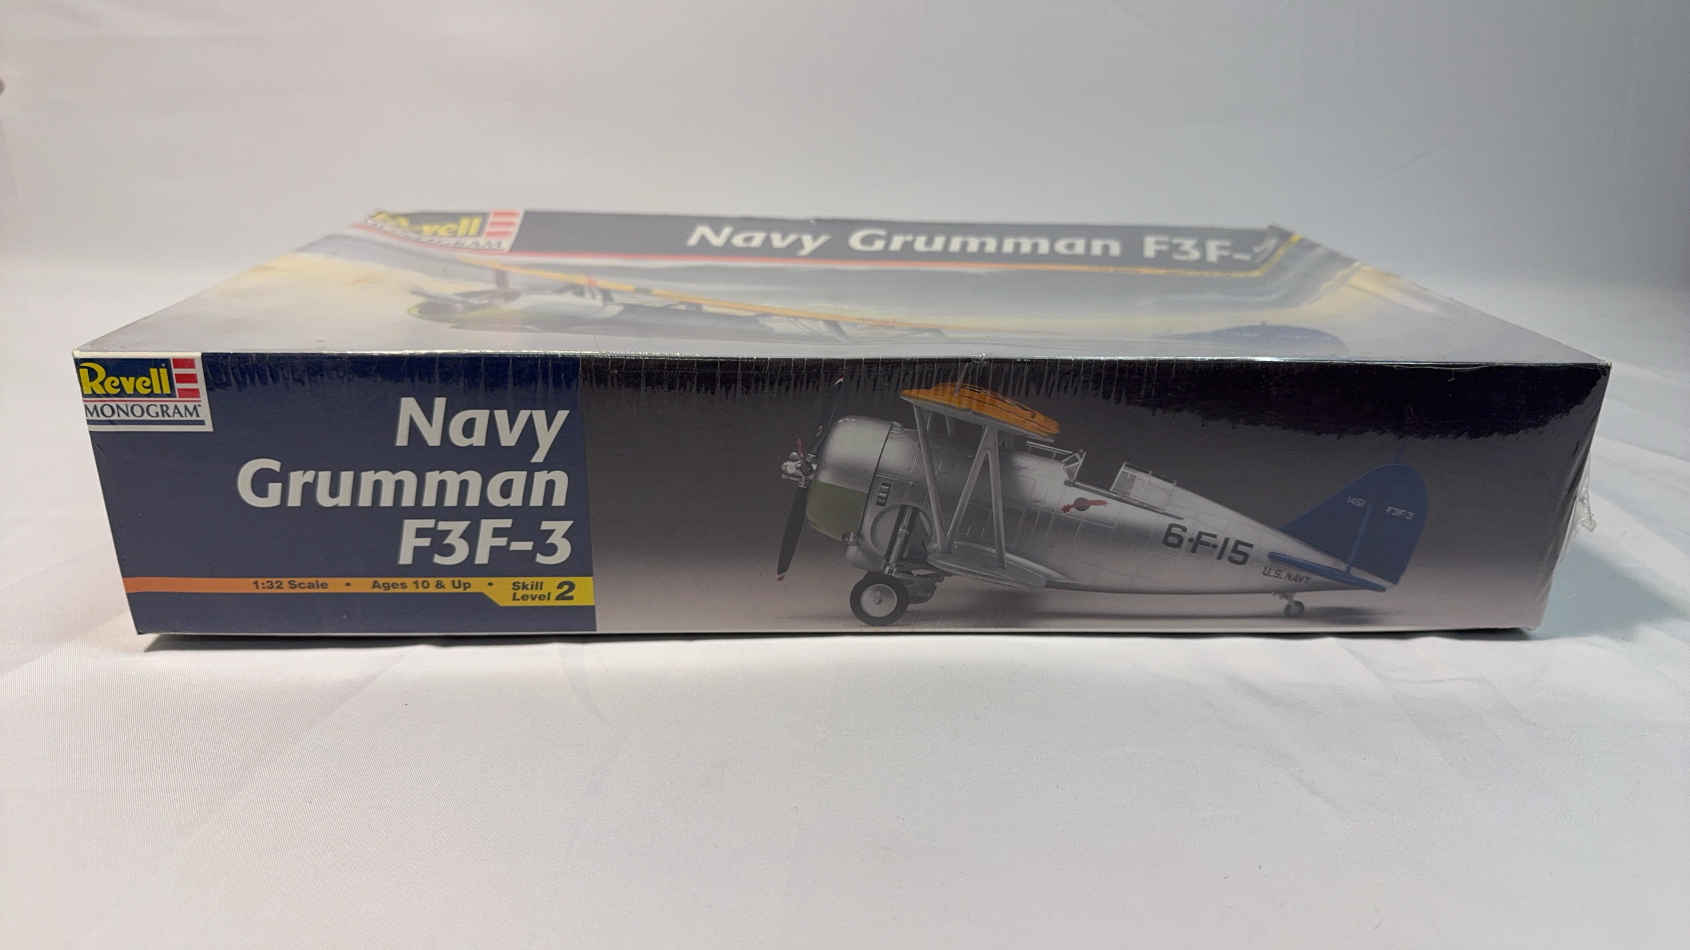 Revell
MONOGRAM
Navy Grumman F3F-
Revell
MONOGRAM
Navy
Grumman
F3F-3
1:32 Scale • Ages 10 & Up • Skill Level 2
6·F·15
U.S. NAVY
F3F-3